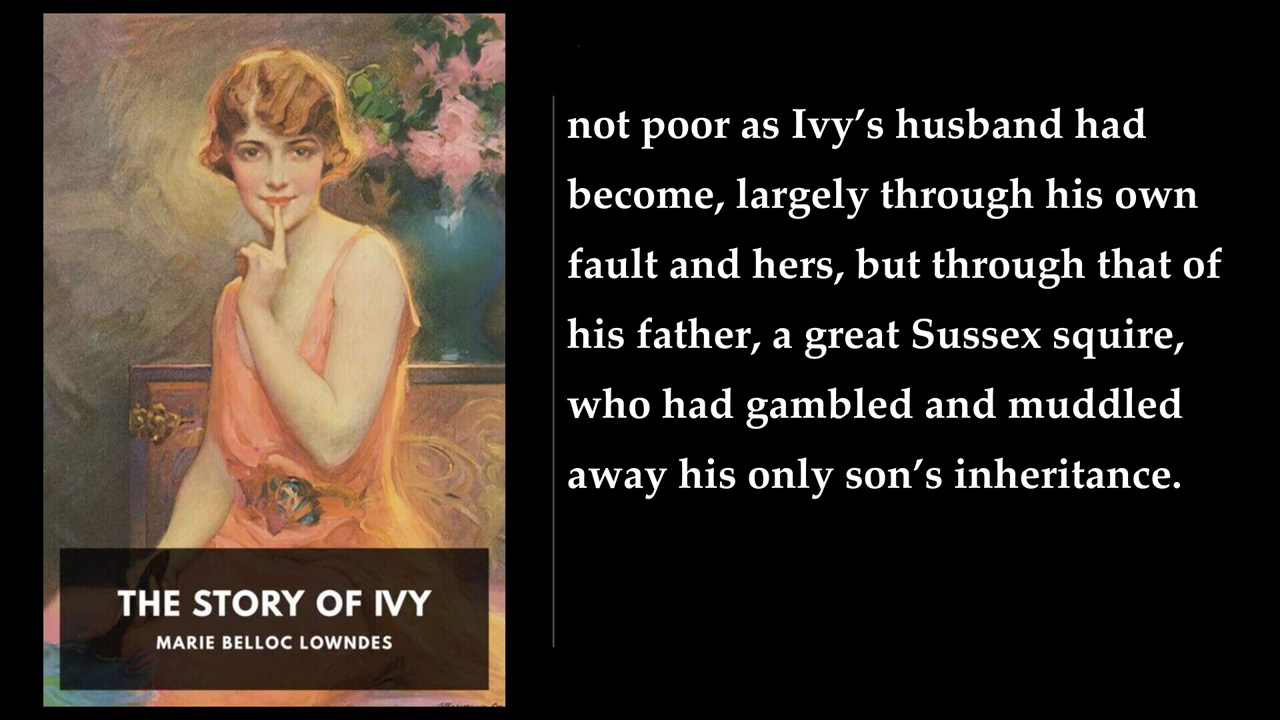 not poor as Ivy’s husband had
become, largely through his own
fault and hers, but through that of
his father, a great Sussex squire,
who had gambled and muddled
away his only son’s inheritance.
THE STORY OF IVY
MARIE BELLOC LOWNDES